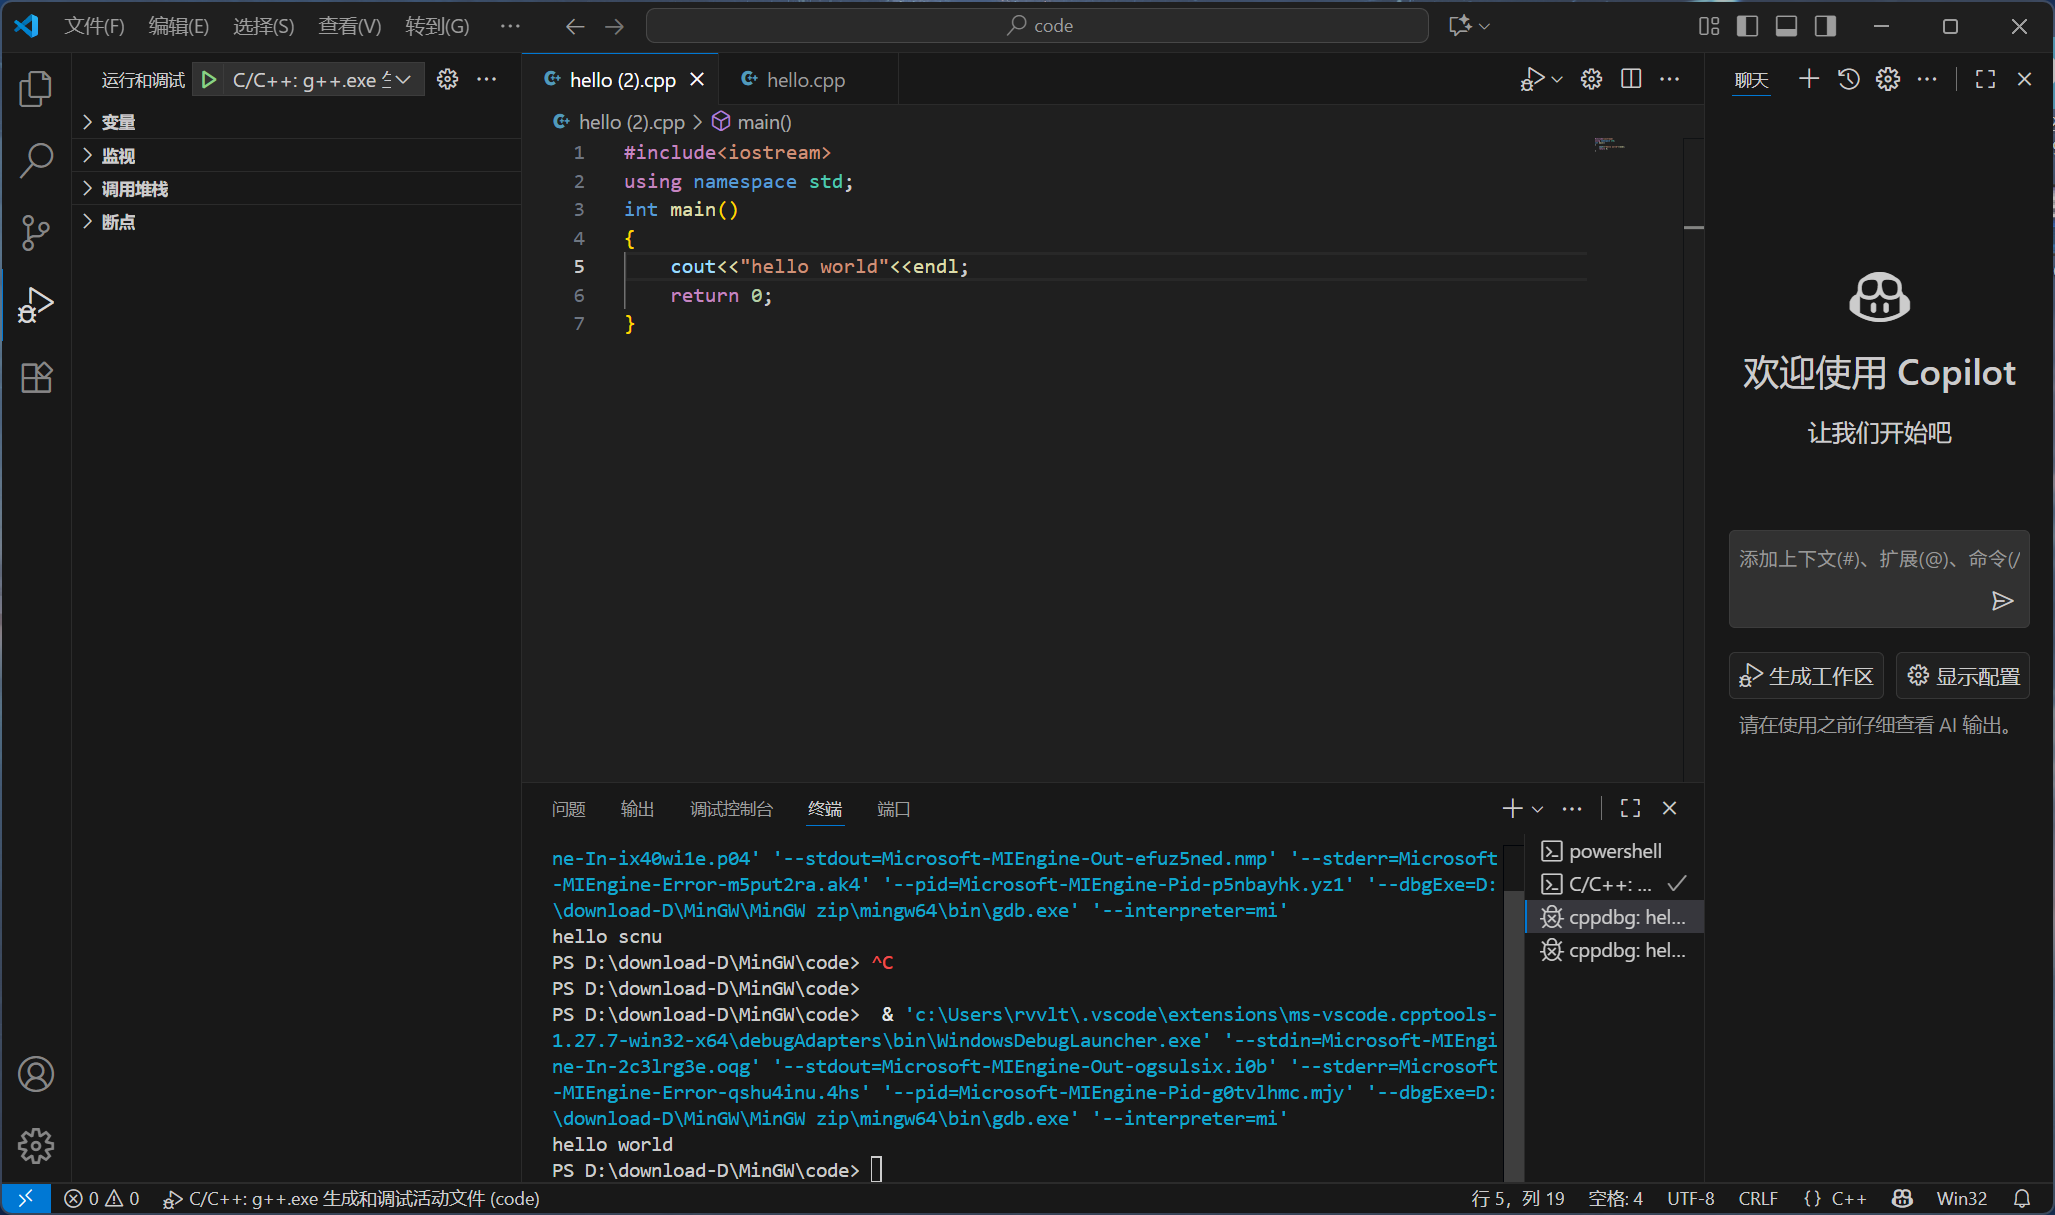 文件(F) 编辑(E) 选择(S) 查看(V) 转到(G) ··· code
运行和调试 C/C++: g++.exe
变量
监视
调用堆栈
断点
hello (2).cpp hello.cpp
hello (2).cpp > main()
1 #include<iostream>
2 using namespace std;
3 int main()
4 {
5 cout<<"hello world"<<endl;
6 return 0;
7 }
问题 输出 调试控制台 终端 端口
ne-In-ix40wi1e.p04' '--stdout=Microsoft-MIEngine-Out-efuz5ned.nmp' '--stderr=Microsoft
-MIEngine-Error-m5put2ra.ak4' '--pid=Microsoft-MIEngine-Pid-p5nbayhk.yz1' '--dbgExe=D:
\download-D\MinGW\MinGW zip\mingw64\bin\gdb.exe' '--interpreter=mi'
hello scnu
PS D:\download-D\MinGW\code> ^C
PS D:\download-D\MinGW\code>
PS D:\download-D\MinGW\code>  & 'c:\Users\rvvlt\.vscode\extensions\ms-vscode.cpptools-
1.27.7-win32-x64\debugAdapters\bin\WindowsDebugLauncher.exe' '--stdin=Microsoft-MIEngi
ne-In-2c3lrg3e.oqg' '--stdout=Microsoft-MIEngine-Out-ogsulsix.i0b' '--stderr=Microsoft
-MIEngine-Error-qshu4inu.4hs' '--pid=Microsoft-MIEngine-Pid-g0tvlhmc.mjy' '--dbgExe=D:
\download-D\MinGW\MinGW zip\mingw64\bin\gdb.exe' '--interpreter=mi'
hello world
PS D:\download-D\MinGW\code>
powershell
C/C++: ...
cppdbg: hel...
cppdbg: hel...
聊天
欢迎使用 Copilot
让我们开始吧
添加上下文(#)、扩展(@)、命令(/
生成工作区 显示配置
请在使用之前仔细查看 AI 输出。
0 0 C/C++: g++.exe 生成和调试活动文件 (code) 行 5，列 19 空格: 4 UTF-8 CRLF {} C++ Win32